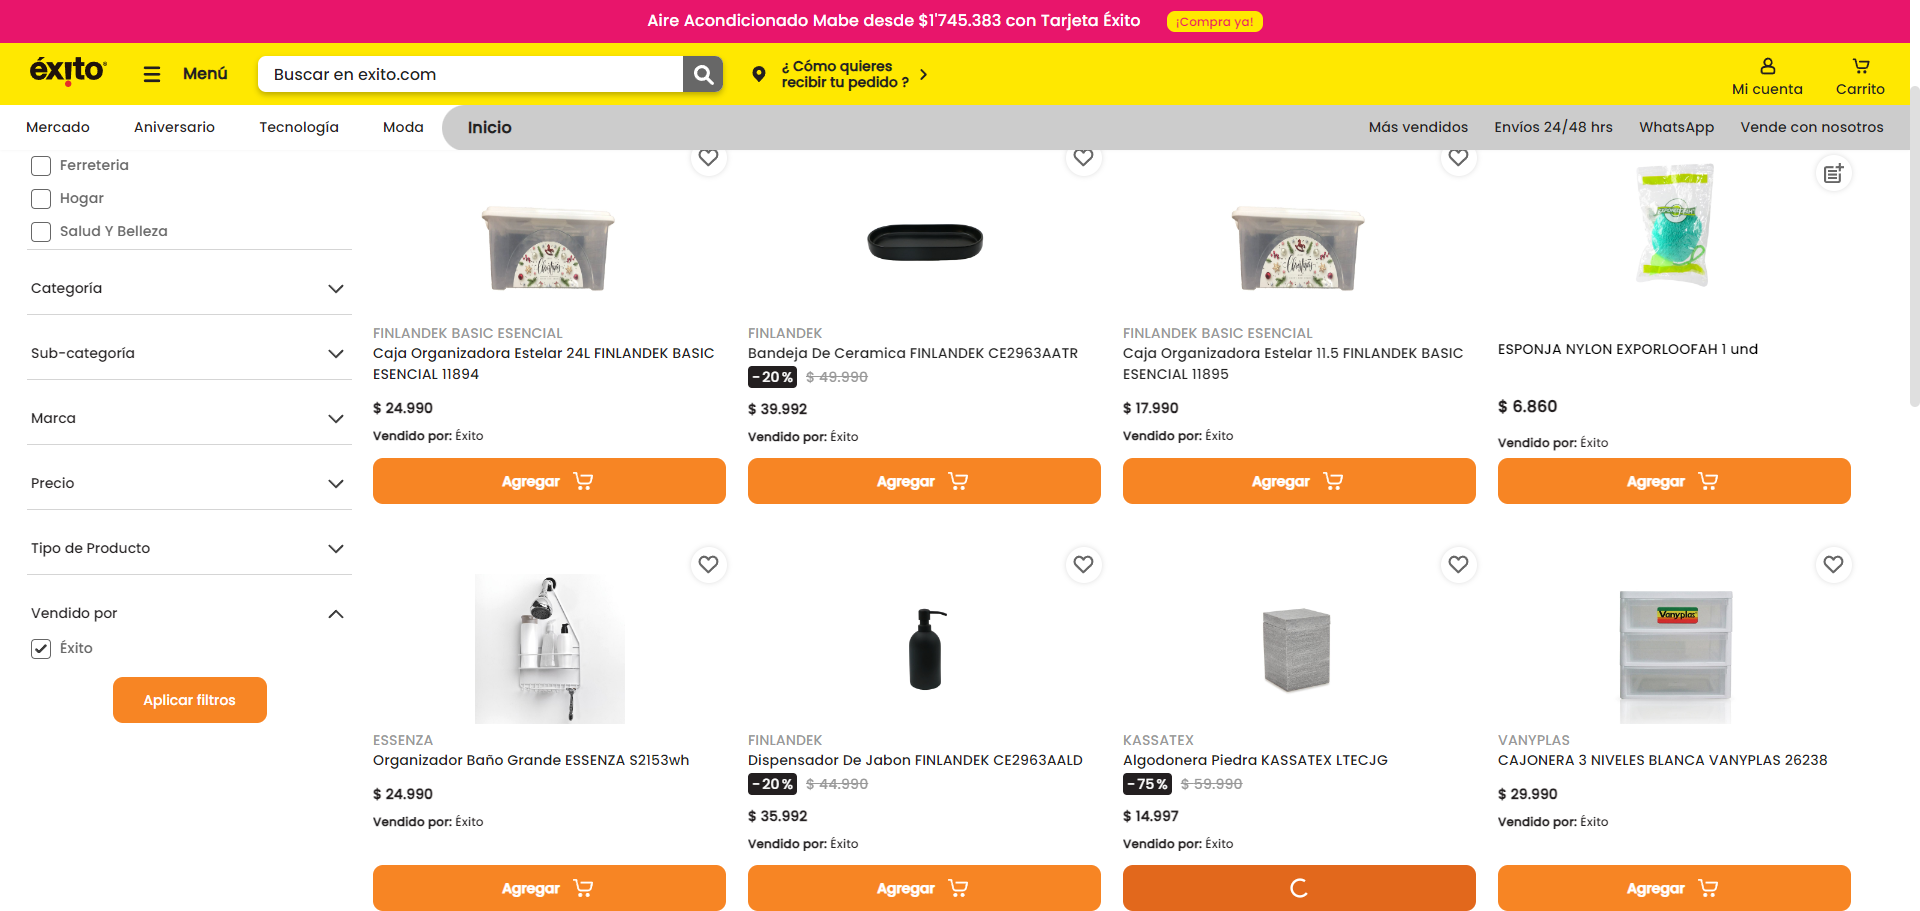 Aire Acondicionado Mabe desde $1'745.383 con Tarjeta Éxito ¡Compra ya!
éxito
Menú
Buscar en exito.com
¿ Cómo quieres
recibir tu pedido ?
Mi cuenta
Carrito
Mercado Aniversario Tecnología Moda Inicio Más vendidos Envíos 24/48 hrs WhatsApp Vende con nosotros
Ferreteria
Hogar
Salud Y Belleza
Categoría
Sub-categoría
Marca
Precio
Tipo de Producto
Vendido por
Éxito
Aplicar filtros
FINLANDEK BASIC ESENCIAL
Caja Organizadora Estelar 24L FINLANDEK BASIC
ESENCIAL 11894
$ 24.990
Vendido por: Éxito
Agregar
FINLANDEK
Bandeja De Ceramica FINLANDEK CE2963AATR
-20% $ 49.990
$ 39.992
Vendido por: Éxito
Agregar
FINLANDEK BASIC ESENCIAL
Caja Organizadora Estelar 11.5 FINLANDEK BASIC
ESENCIAL 11895
$ 17.990
Vendido por: Éxito
Agregar
ESPONJA NYLON EXPORLOOFAH 1 und
$ 6.860
Vendido por: Éxito
Agregar
ESSENZA
Organizador Baño Grande ESSENZA S2153wh
$ 24.990
Vendido por: Éxito
Agregar
FINLANDEK
Dispensador De Jabon FINLANDEK CE2963AALD
-20% $ 44.990
$ 35.992
Vendido por: Éxito
Agregar
KASSATEX
Algodonera Piedra KASSATEX LTECJG
-75% $ 59.990
$ 14.997
Vendido por: Éxito
Vanyplas
VANYPLAS
CAJONERA 3 NIVELES BLANCA VANYPLAS 26238
$ 29.990
Vendido por: Éxito
Agregar